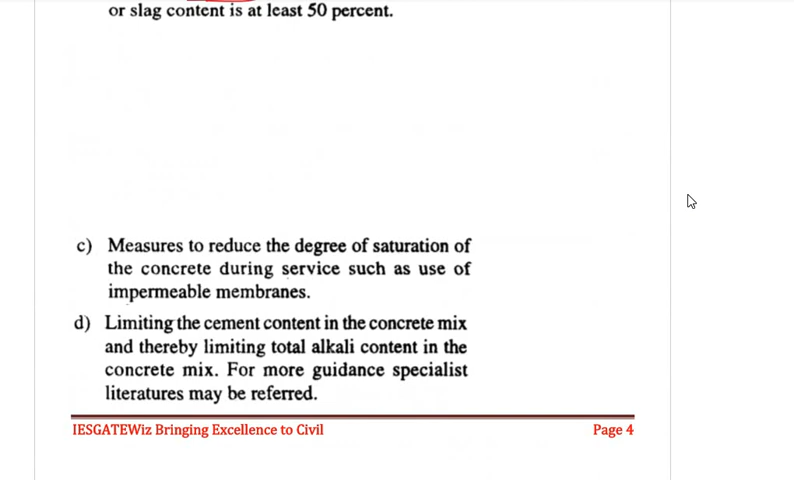 or slag content is at least 50 percent.
c) Measures to reduce the degree of saturation of
the concrete during service such as use of
impermeable membranes.
d) Limiting the cement content in the concrete mix
and thereby limiting total alkali content in the
concrete mix. For more guidance specialist
literatures may be referred.
IESGATEWiz Bringing Excellence to Civil Page 4